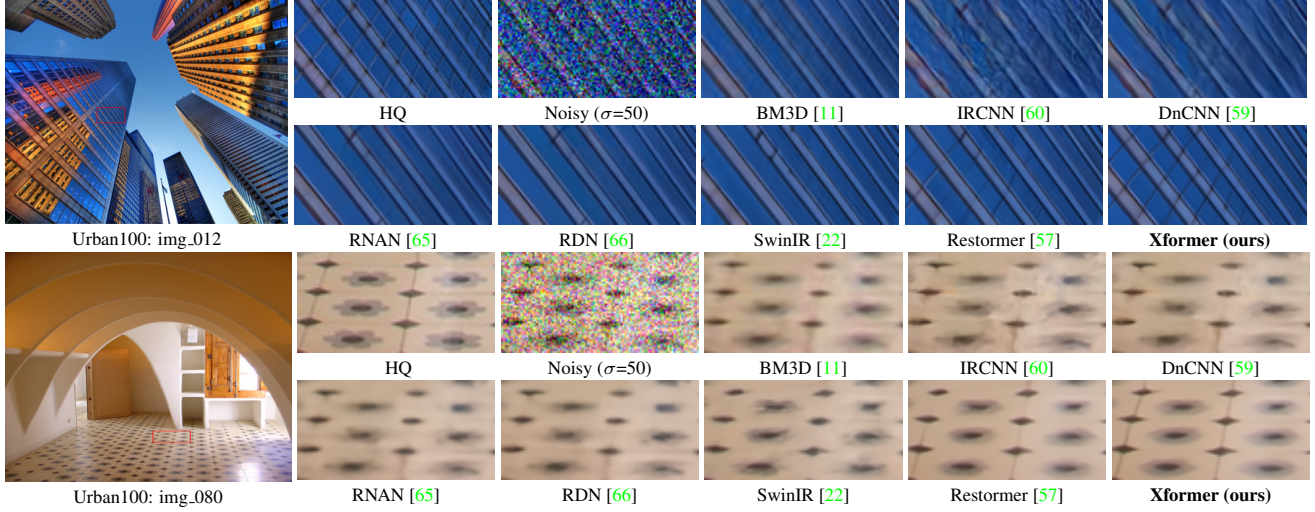 HQ Noisy (σ=50) BM3D [11] IRCNN [60] DnCNN [59]
Urban100: img_012 RNAN [65] RDN [66] SwinIR [22] Restormer [57] Xformer (ours)
HQ Noisy (σ=50) BM3D [11] IRCNN [60] DnCNN [59]
Urban100: img_080 RNAN [65] RDN [66] SwinIR [22] Restormer [57] Xformer (ours)